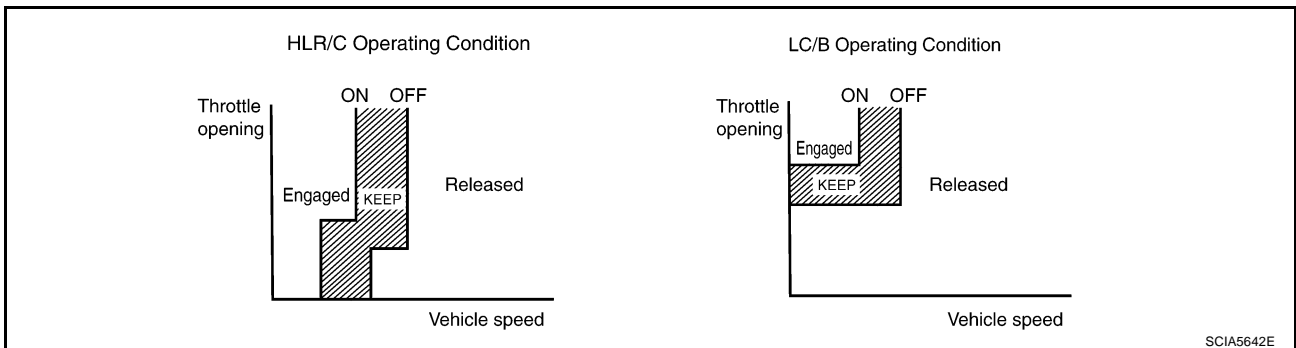 HLR/C Operating Condition
Throttle
opening
ON OFF
Engaged
KEEP
Released
Vehicle speed
LC/B Operating Condition
Throttle
opening
ON OFF
Engaged
KEEP
Released
Vehicle speed
SCIA5642E